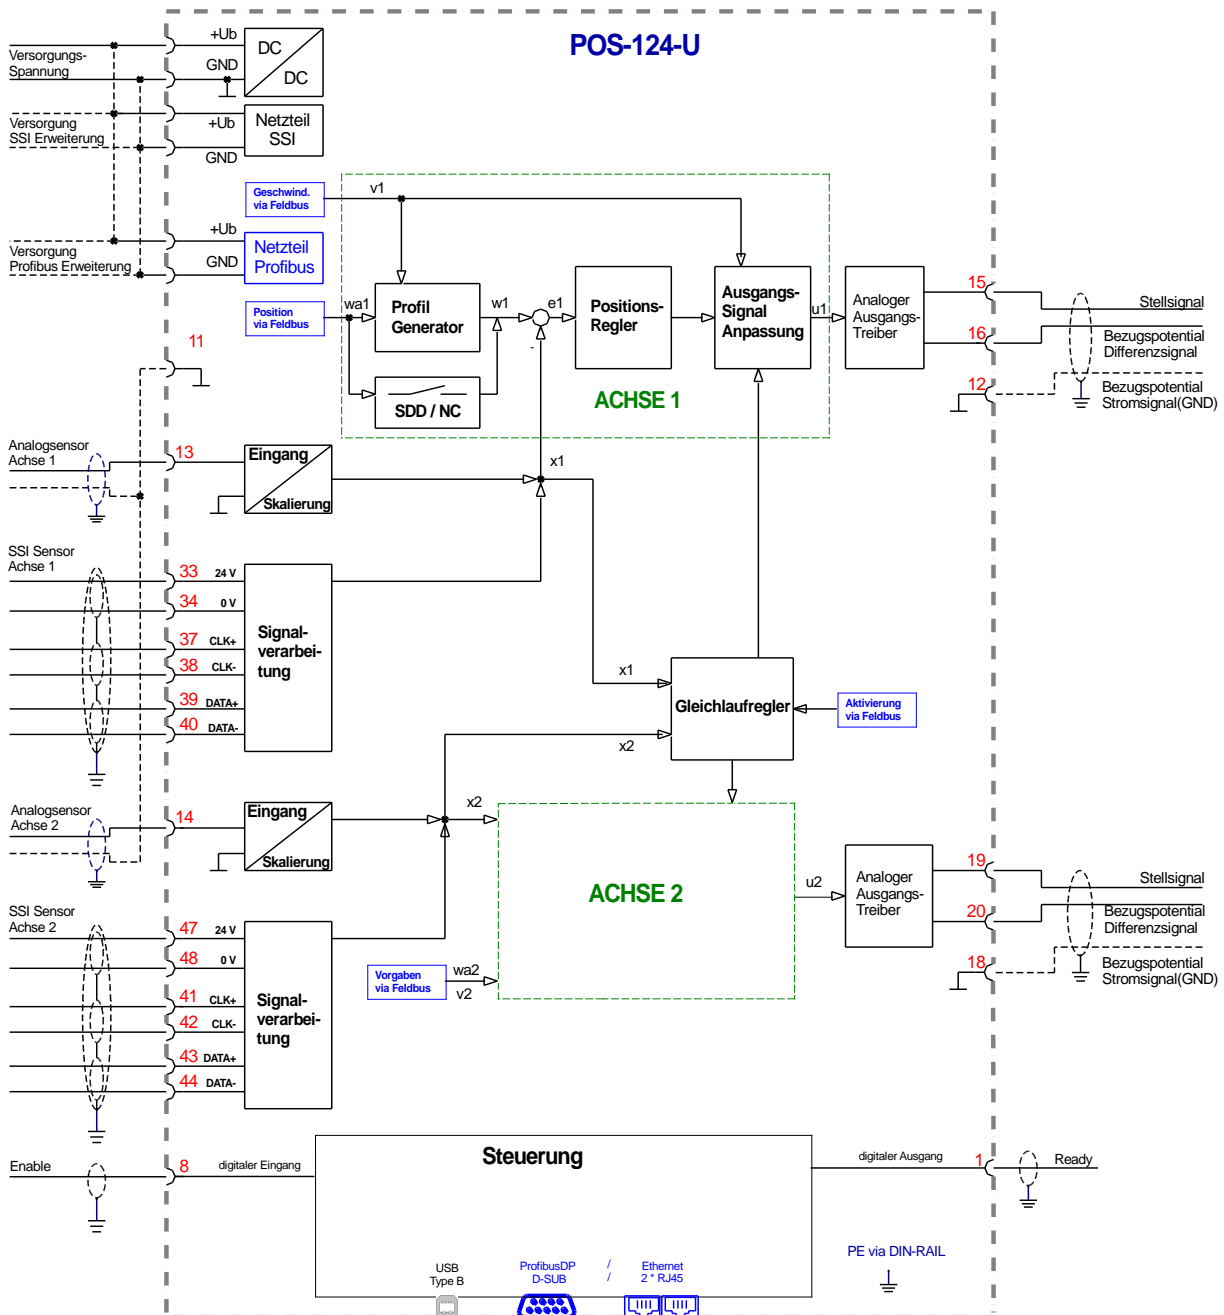 POS-124-U
Versorgungs-
Spannung
+Ub
GND
DC
DC
Versorgung
SSI Erweiterung
+Ub
GND
Netzteil
SSI
Geschwind.
via Feldbus
v1
Versorgung
Profibus Erweiterung
+Ub
GND
Netzteil
Profibus
Position
via Feldbus
wa1
Profil
Generator
w1
e1
-
Positions-
Regler
Ausgangs-
Signal
Anpassung
u1
Analoger
Ausgangs-
Treiber
15
Stellsignal
16
Bezugspotential
Differenzsignal
12
Bezugspotential
Stromsignal(GND)
11
SDD / NC
ACHSE 1
Analogsensor
Achse 1
13
Eingang
Skalierung
x1
SSI Sensor
Achse 1
33
24 V
34
0 V
37
CLK+
38
CLK-
39
DATA+
40
DATA-
Signal-
verarbei-
tung
x1
x2
Gleichlaufregler
Aktivierung
via Feldbus
Analogsensor
Achse 2
14
Eingang
Skalierung
x2
ACHSE 2
u2
Analoger
Ausgangs-
Treiber
19
Stellsignal
20
Bezugspotential
Differenzsignal
18
Bezugspotential
Stromsignal(GND)
SSI Sensor
Achse 2
47
24 V
48
0 V
41
CLK+
42
CLK-
43
DATA+
44
DATA-
Signal-
verarbei-
tung
Vorgaben
via Feldbus
wa2
v2
Enable
8
digitaler Eingang
Steuerung
digitaler Ausgang
1
Ready
PE via DIN-RAIL
USB
Type B
ProfibusDP / Ethernet
D-SUB / 2 * RJ45